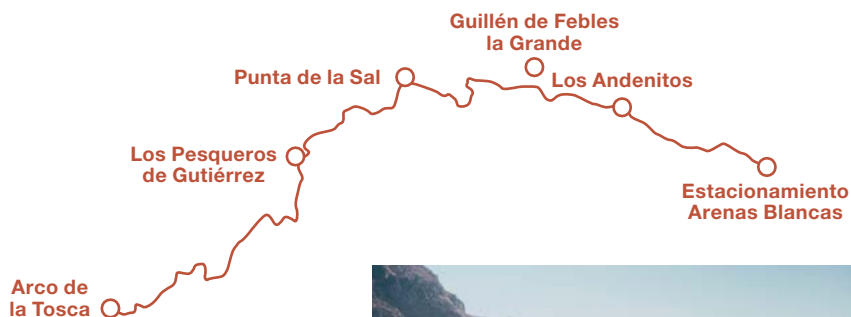 Guillén de Febles
la Grande
Punta de la Sal
Los Andenitos
Los Pesqueros
de Gutiérrez
Estacionamiento
Arenas Blancas
Arco de
la Tosca